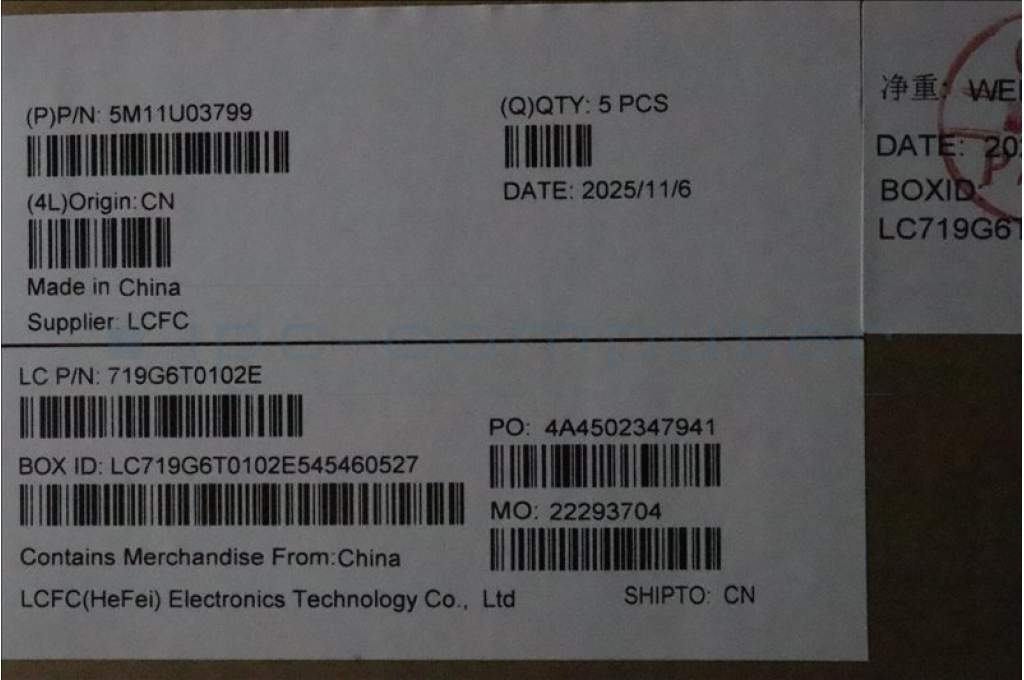 (P)P/N: 5M11U03799
(Q)QTY: 5 PCS
DATE: 2025/11/6
(4L)Origin: CN
Made in China
Supplier: LCFC
LC P/N: 719G6T0102E
BOX ID: LC719G6T0102E545460527
PO: 4A4502347941
MO: 22293704
Contains Merchandise From:China
LCFC(HeFei) Electronics Technology Co., Ltd
SHIPTO: CN
净重:
DATE: 202
BOXID
LC719G6T